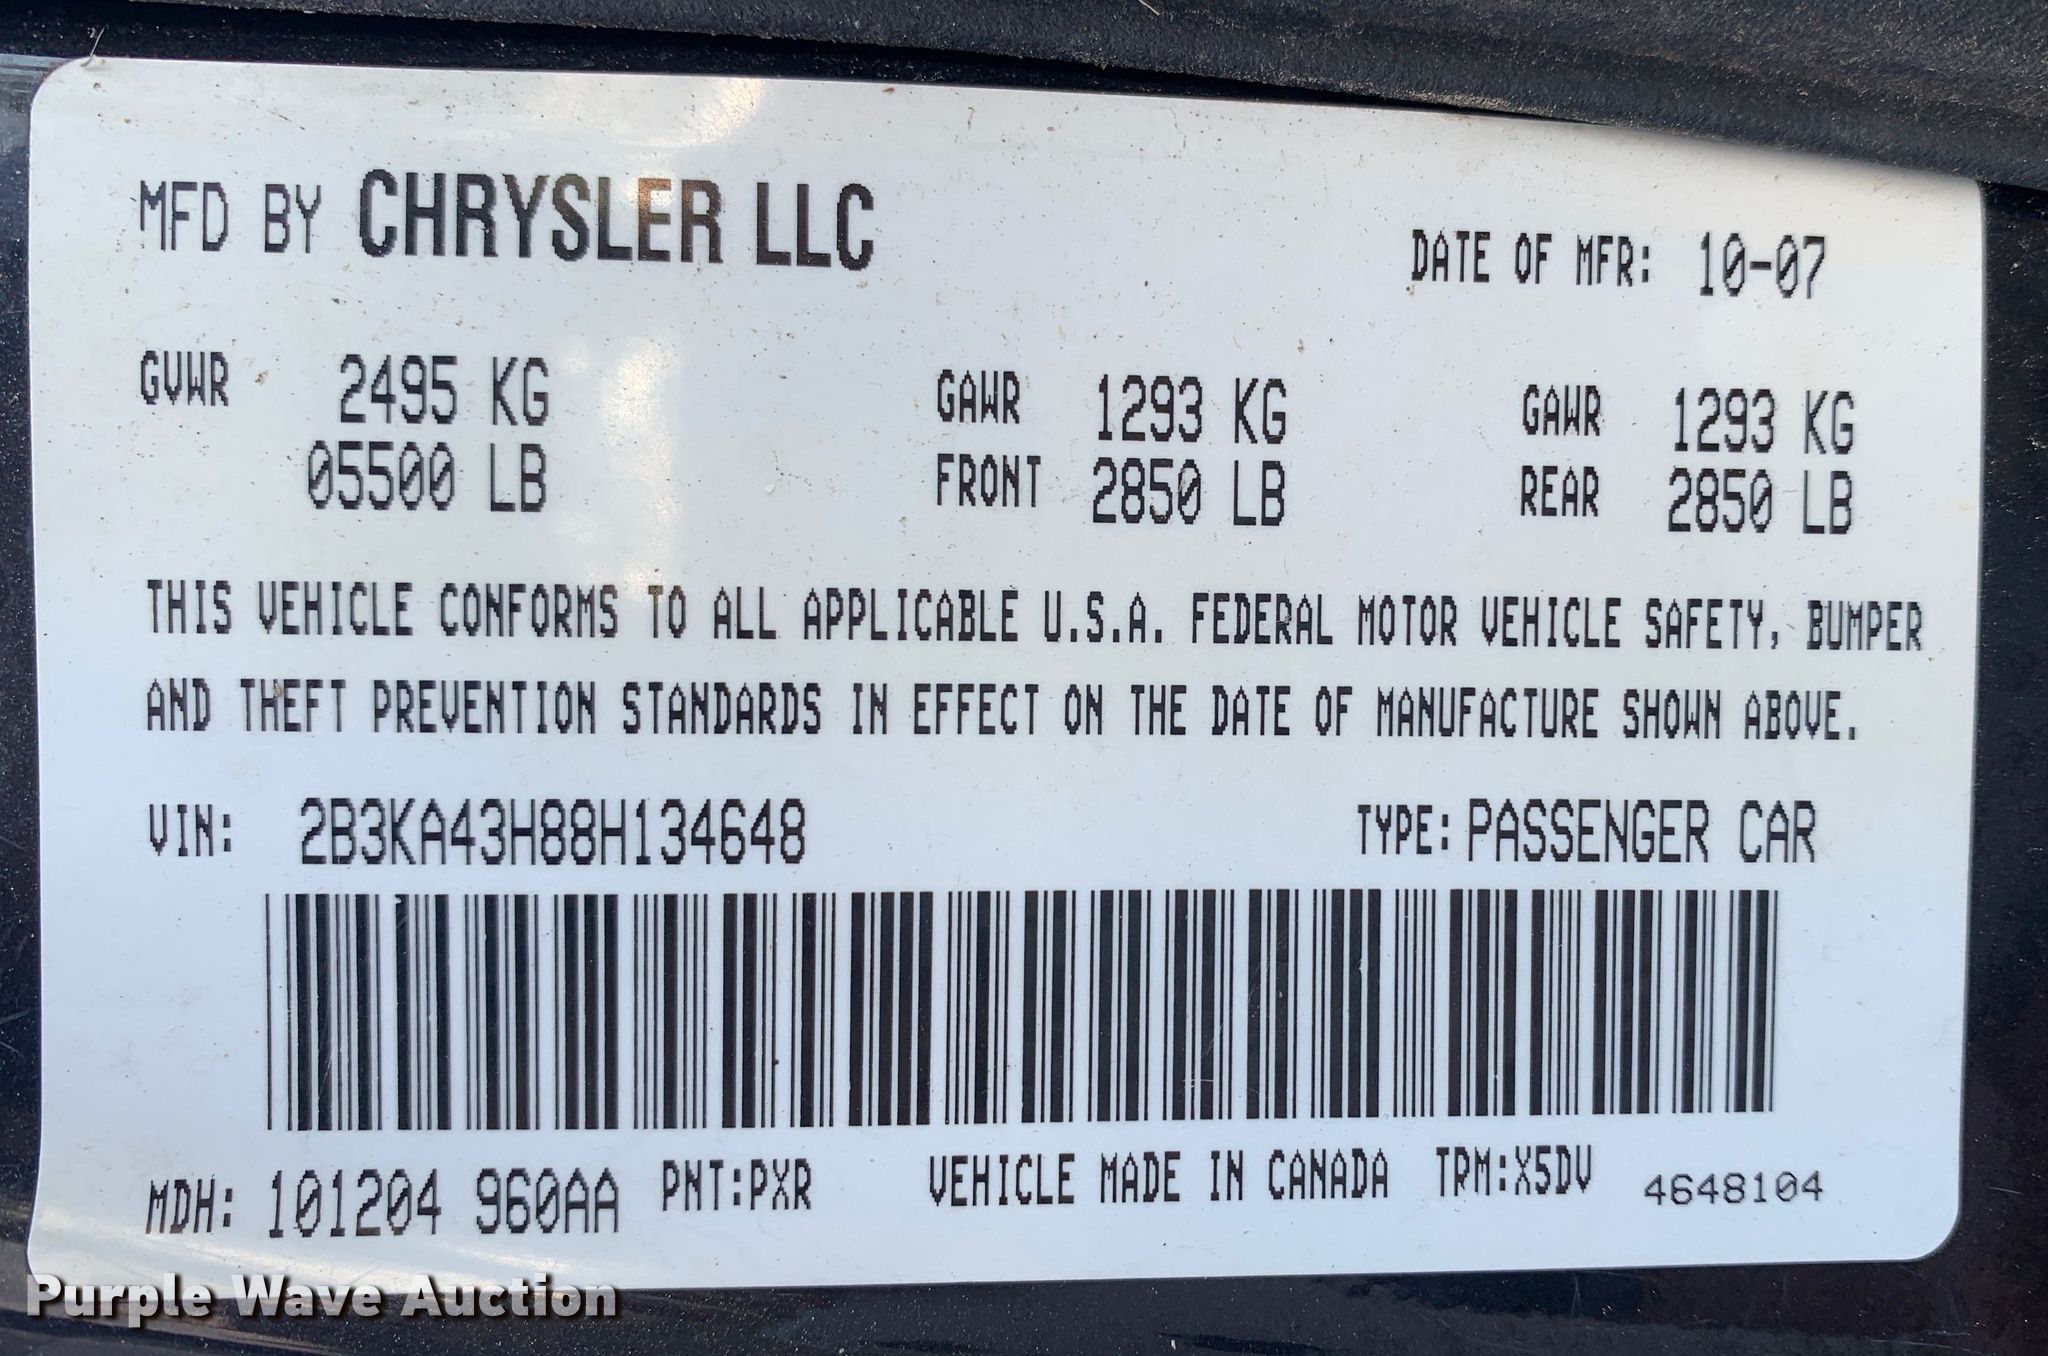 MFD BY CHRYSLER LLC DATE OF MFR: 10-07
GVWR 2495 KG GAWR 1293 KG GAWR 1293 KG
05500 LB FRONT 2850 LB REAR 2850 LB
THIS VEHICLE CONFORMS TO ALL APPLICABLE U.S.A. FEDERAL MOTOR VEHICLE SAFETY, BUMPER
AND THEFT PREVENTION STANDARDS IN EFFECT ON THE DATE OF MANUFACTURE SHOWN ABOVE.
VIN: 2B3KA43H88H134648 TYPE: PASSENGER CAR
MDH: 101204 960AA PNT:PXR VEHICLE MADE IN CANADA TRM:X5DV 4648104
Purple Wave Auction